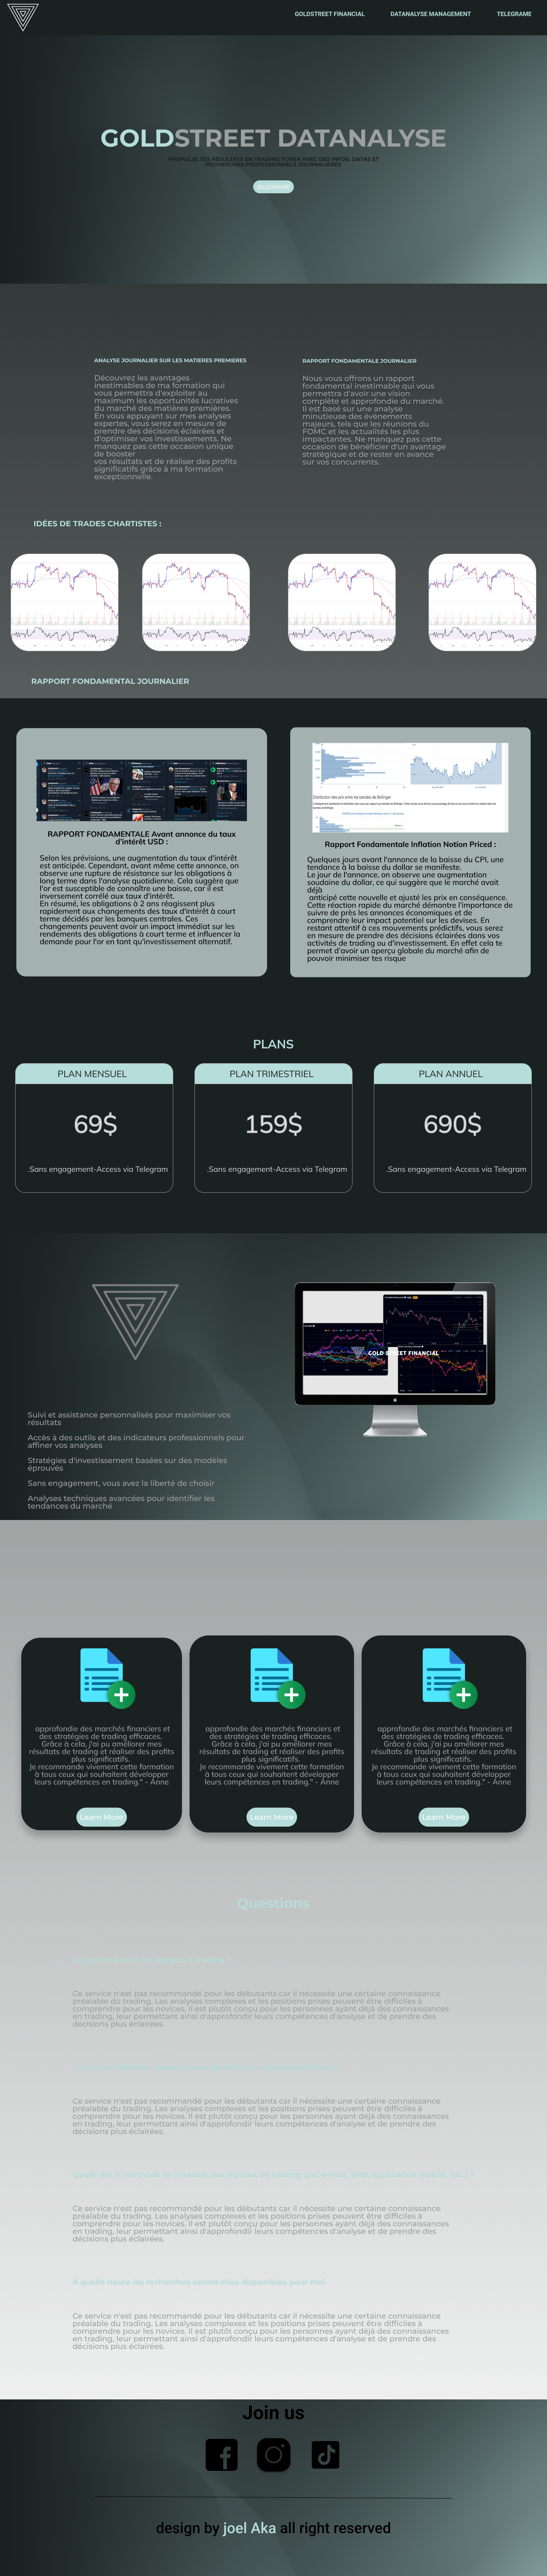 GOLDSTREET FINANCIAL
DATANALYSE MANAGEMENT
TELEGRAME
GOLDSTREET DATANALYSE
PROPULSE TES RESULTATS EN TRADING FOREX AVEC DES INFOS, DATAS ET
RECHERCHES PROFESSIONNELS JOURNALIÈRES
ANALYSE JOURNALIER SUR LES MATIERES PREMIERES
Découvrez les avantages
inestimables de ma formation qui
vous permettra d'exploiter au
maximum les opportunités lucratives
du marché des matières premières.
En vous appuyant sur mes analyses
expertes, vous serez en mesure de
prendre des décisions éclairées et
d'optimiser vos investissements. Ne
manquez pas cette occasion unique
de booster
vos résultats et de réaliser des profits
significatifs grâce à ma formation
exceptionnelle.
RAPPORT FONDAMENTALE JOURNALIER
Nous vous offrons un rapport
fondamental inestimable qui vous
permettra d'avoir une vision
complète et approfondie du marché.
Il est basé sur une analyse
minutieuse des événements
majeurs, tels que les réunions du
FOMC et les actualités les plus
impactantes. Ne manquez pas cette
occasion de bénéficier d'un avantage
stratégique et de rester en avance
sur vos concurrents.
IDÉES DE TRADES CHARTISTES :
RAPPORT FONDAMENTAL JOURNALIER
RAPPORT FONDAMENTALE Avant annonce du taux
d'intérêt USD :
Selon les prévisions, une augmentation du taux d'intérêt
est anticipée. Cependant, avant même cette annonce, on
observe une rupture de résistance sur les obligations à
long terme dans l'analyse quotidienne. Cela suggère que
l'or est susceptible de connaître une baisse, car il est
inversement corrélé aux taux d'intérêt.
En résumé, les obligations à 2 ans réagissent plus
rapidement aux changements des taux d'intérêt à court
terme décidés par les banques centrales. Ces
changements peuvent avoir un impact immédiat sur les
rendements des obligations à court terme et influencer la
demande pour l'or en tant qu'investissement alternatif.
Distribution des prix entre les bandes de Bollinger
Rapport Fondamentale Inflation Notion Priced :
Quelques jours avant l'annonce de la baisse du CPI, une
tendance à la baisse du dollar se manifeste.
Le jour de l'annonce, on observe une augmentation
soudaine du dollar, ce qui suggère que le marché avait
déjà
anticipé cette nouvelle et ajusté les prix en conséquence.
Cette réaction rapide du marché démontre l'importance de
suivre de près les annonces économiques et de
comprendre leur impact potentiel sur les devises. En
restant attentif à ces mouvements prédictifs, vous serez
en mesure de prendre des décisions éclairées dans vos
activités de trading ou d'investissement. En effet cela te
permet d'avoir un aperçu globale du marché afin de
pouvoir minimiser tes risque
PLANS
PLAN MENSUEL
69$
.Sans engagement-Access via Telegram
PLAN TRIMESTRIEL
159$
.Sans engagement-Access via Telegram
PLAN ANNUEL
690$
.Sans engagement-Access via Telegram
GOLD STREET FINANCIAL
Suivi et assistance personnalisés pour maximiser vos
résultats
Accès à des outils et des indicateurs professionnels pour
affiner vos analyses
Stratégies d'investissement basées sur des modèles
éprouvés
Sans engagement, vous avez la liberté de choisir
Analyses techniques avancées pour identifier les
tendances du marché
approfondie des marchés financiers et
des stratégies de trading efficaces.
Grâce à cela, j'ai pu améliorer mes
résultats de trading et réaliser des profits
plus significatifs.
Je recommande vivement cette formation
à tous ceux qui souhaitent développer
leurs compétences en trading." - Anne
Learn More
approfondie des marchés financiers et
des stratégies de trading efficaces.
Grâce à cela, j'ai pu améliorer mes
résultats de trading et réaliser des profits
plus significatifs.
Je recommande vivement cette formation
à tous ceux qui souhaitent développer
leurs compétences en trading." - Anne
Learn More
approfondie des marchés financiers et
des stratégies de trading efficaces.
Grâce à cela, j'ai pu améliorer mes
résultats de trading et réaliser des profits
plus significatifs.
Je recommande vivement cette formation
à tous ceux qui souhaitent développer
leurs compétences en trading." - Anne
Learn More
Questions
Ce service n'est pas recommandé pour les débutants car il nécessite une certaine connaissance
préalable du trading. Les analyses complexes et les positions prises peuvent être difficiles à
comprendre pour les novices. Il est plutôt conçu pour les personnes ayant déjà des connaissances
en trading, leur permettant ainsi d'approfondir leurs compétences d'analyse et de prendre des
décisions plus éclairées.
Ce service n'est pas recommandé pour les débutants car il nécessite une certaine connaissance
préalable du trading. Les analyses complexes et les positions prises peuvent être difficiles à
comprendre pour les novices. Il est plutôt conçu pour les personnes ayant déjà des connaissances
en trading, leur permettant ainsi d'approfondir leurs compétences d'analyse et de prendre des
décisions plus éclairées.
Quelle est la méthode de livraison des signaux de trading (par e-mail, SMS, application mobile, etc.) ?
Ce service n'est pas recommandé pour les débutants car il nécessite une certaine connaissance
préalable du trading. Les analyses complexes et les positions prises peuvent être difficiles à
comprendre pour les novices. Il est plutôt conçu pour les personnes ayant déjà des connaissances
en trading, leur permettant ainsi d'approfondir leurs compétences d'analyse et de prendre des
décisions plus éclairées.
À quelle heure les recherches seront-elles disponibles pour moi
Ce service n'est pas recommandé pour les débutants car il nécessite une certaine connaissance
préalable du trading. Les analyses complexes et les positions prises peuvent être difficiles à
comprendre pour les novices. Il est plutôt conçu pour les personnes ayant déjà des connaissances
en trading, leur permettant ainsi d'approfondir leurs compétences d'analyse et de prendre des
décisions plus éclairées.
Join us
design by joel Aka all right reserved